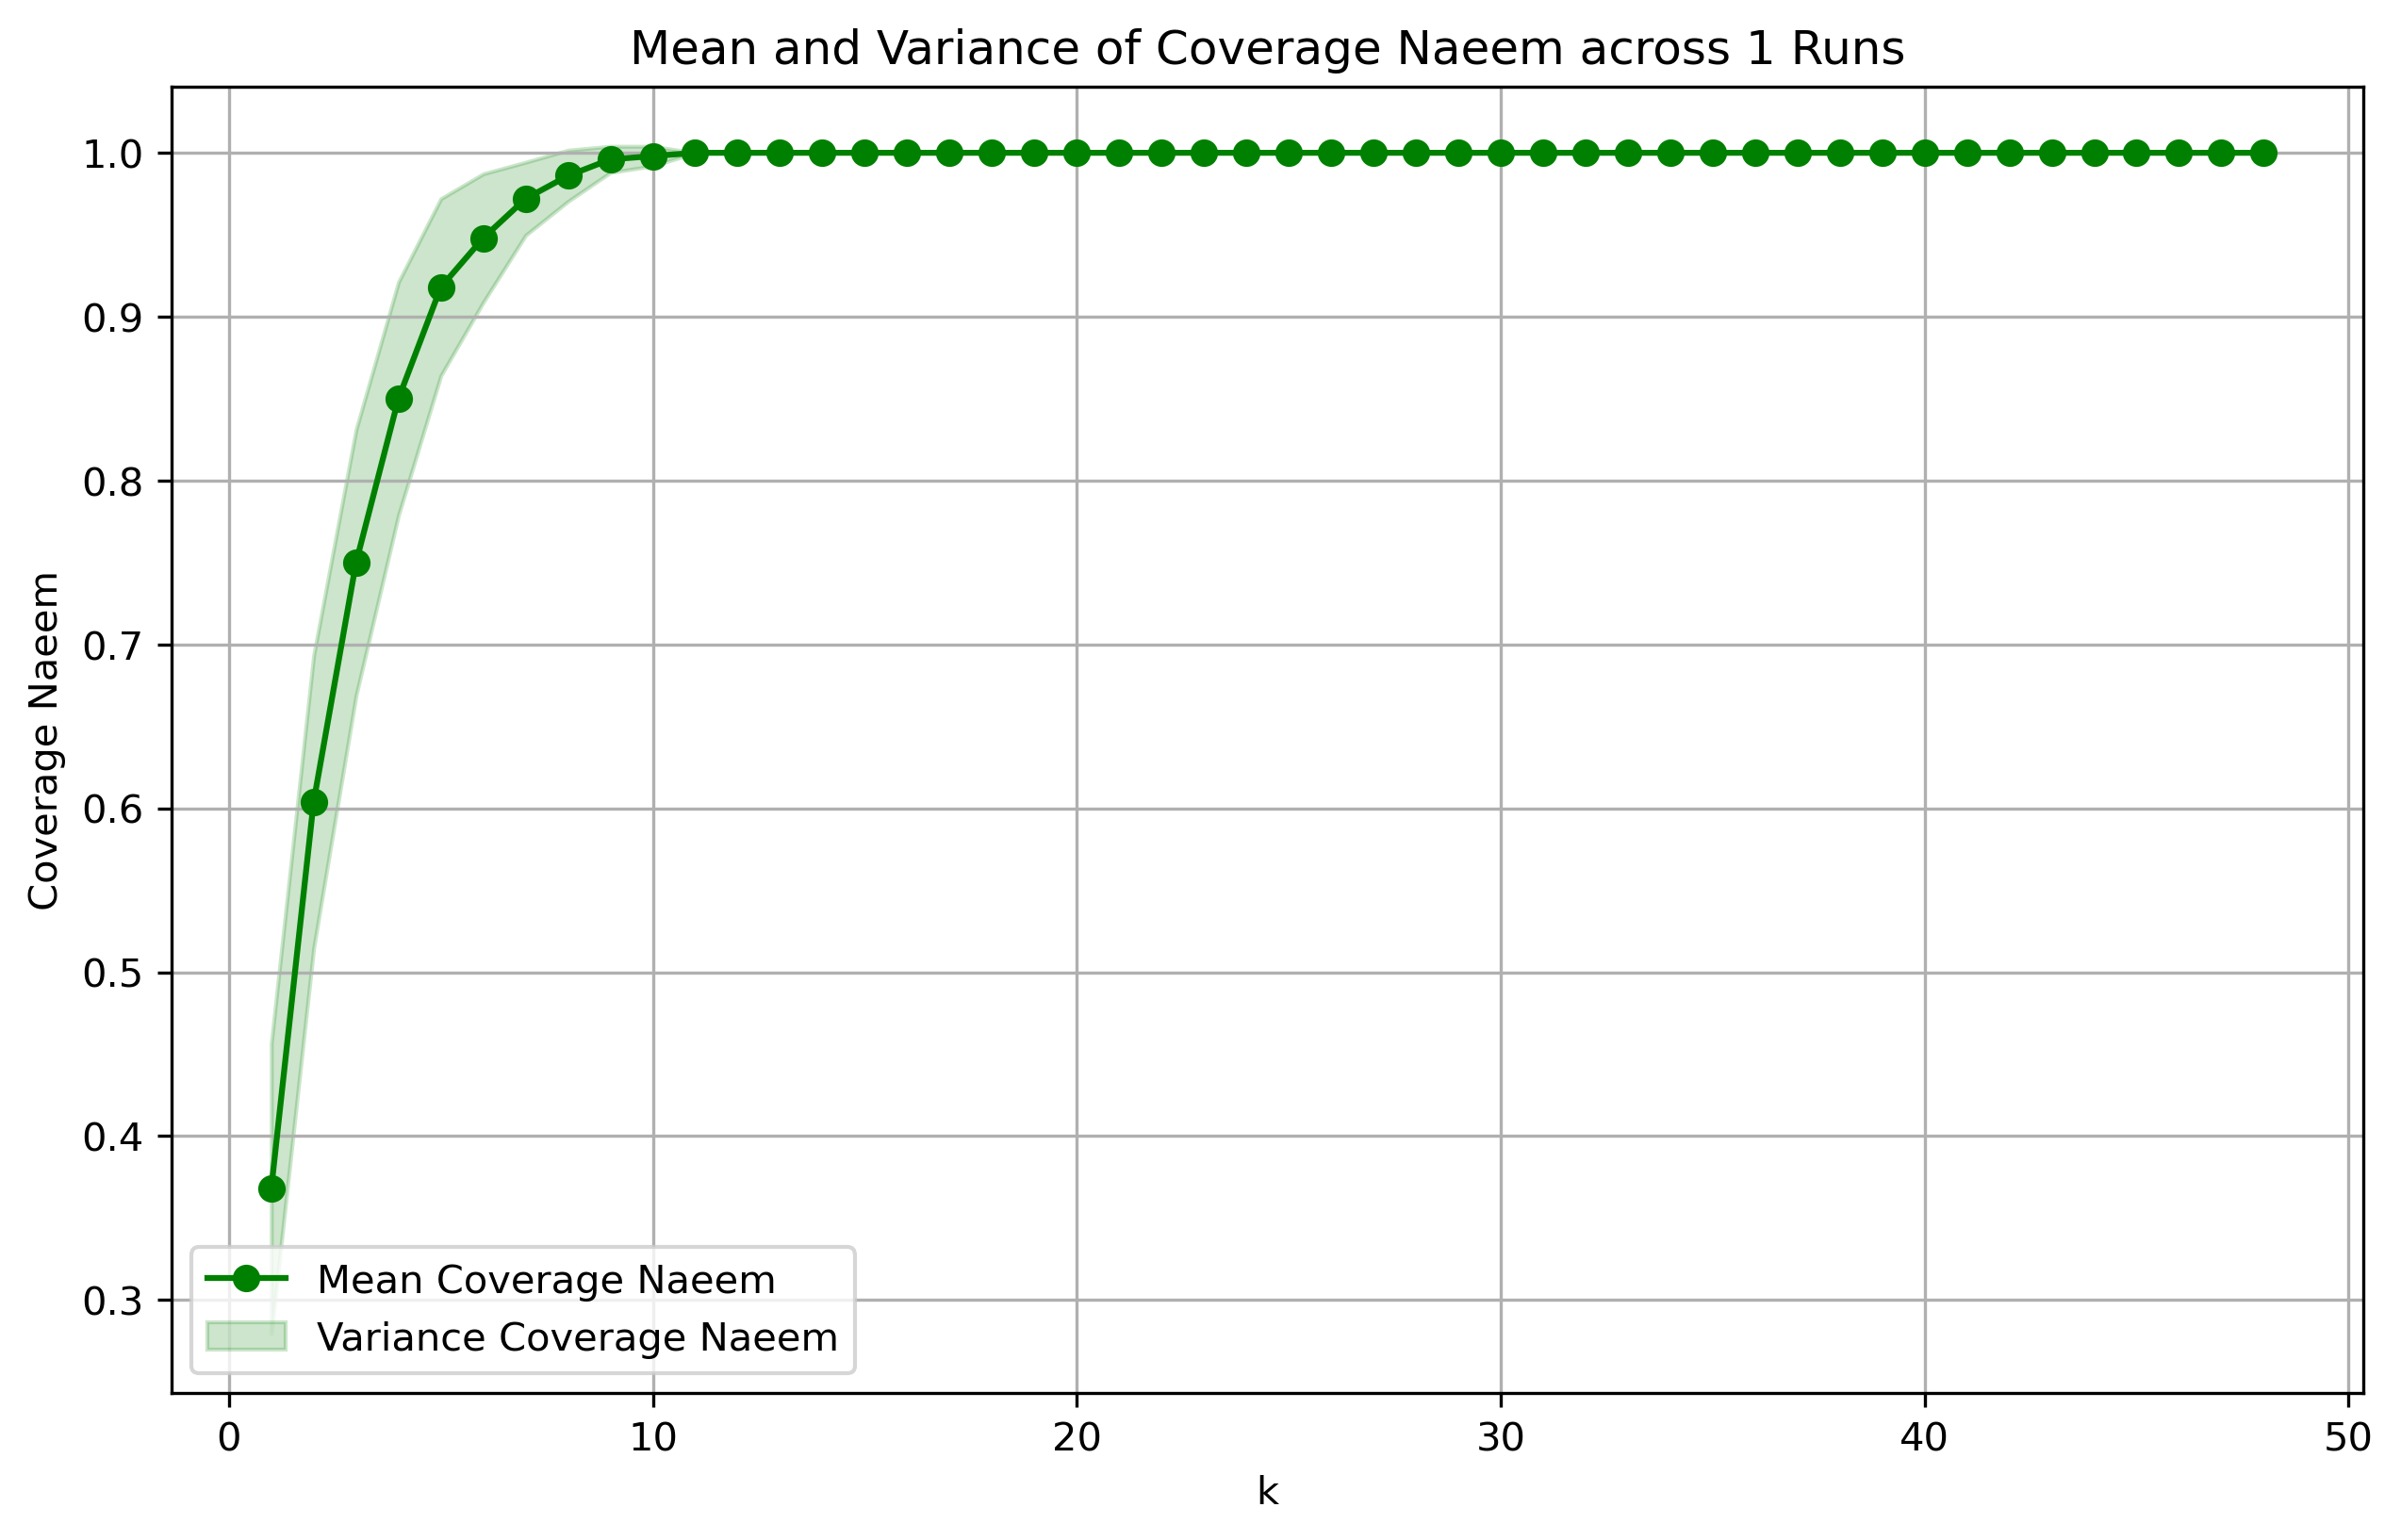 Mean and Variance of Coverage Naeem across 1 Runs
Coverage Naeem
1.0
0.9
0.8
0.7
0.6
0.5
0.4
0.3
Mean Coverage Naeem
Variance Coverage Naeem
0 10 20 30 40 50
k